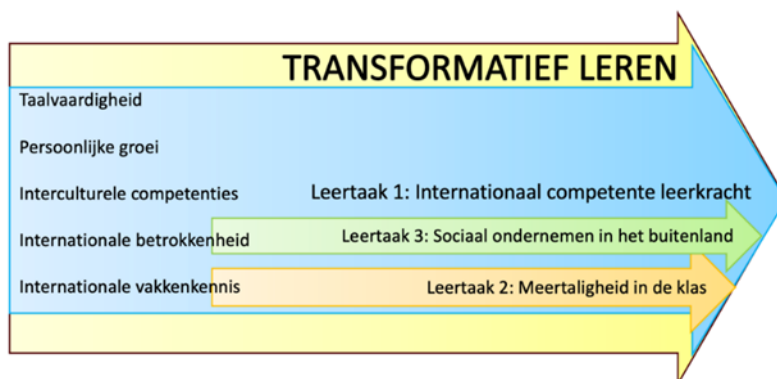 TRANSFORMATIEF LEREN
Taalvaardigheid
Persoonlijke groei
Interculturele competenties
Leertaak 1: Internationaal competente leerkracht
Internationale betrokkenheid
Leertaak 3: Sociaal ondernemen in het buitenland
Internationale vakkenkennis
Leertaak 2: Meertaligheid in de klas